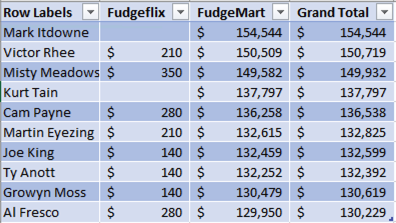 Row Labels Fudgeflix FudgeMart Grand Total
Mark Itdowne $ 154,544 $ 154,544
Victor Rhee $ 210 $ 150,509 $ 150,719
Misty Meadows $ 350 $ 149,582 $ 149,932
Kurt Tain $ 137,797 $ 137,797
Cam Payne $ 280 $ 136,258 $ 136,538
Martin Eyezing $ 210 $ 132,615 $ 132,825
Joe King $ 140 $ 132,459 $ 132,599
Ty Anott $ 140 $ 132,252 $ 132,392
Growyn Moss $ 140 $ 130,479 $ 130,619
Al Fresco $ 280 $ 129,950 $ 130,229